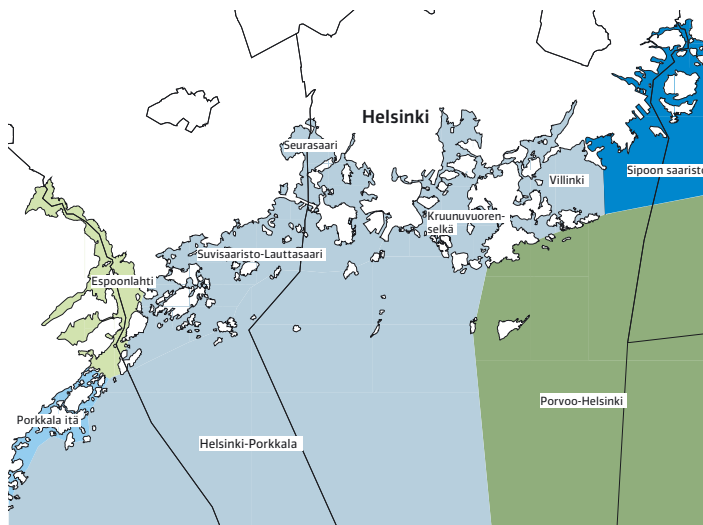 Helsinki
Seurasaari
Sipoon saaristo
Villinki
Kruunuvuoren-
selkä
Suvisaaristo-Lauttasaari
Espoonlahti
Porvoo-Helsinki
Porkkala itä
Helsinki-Porkkala